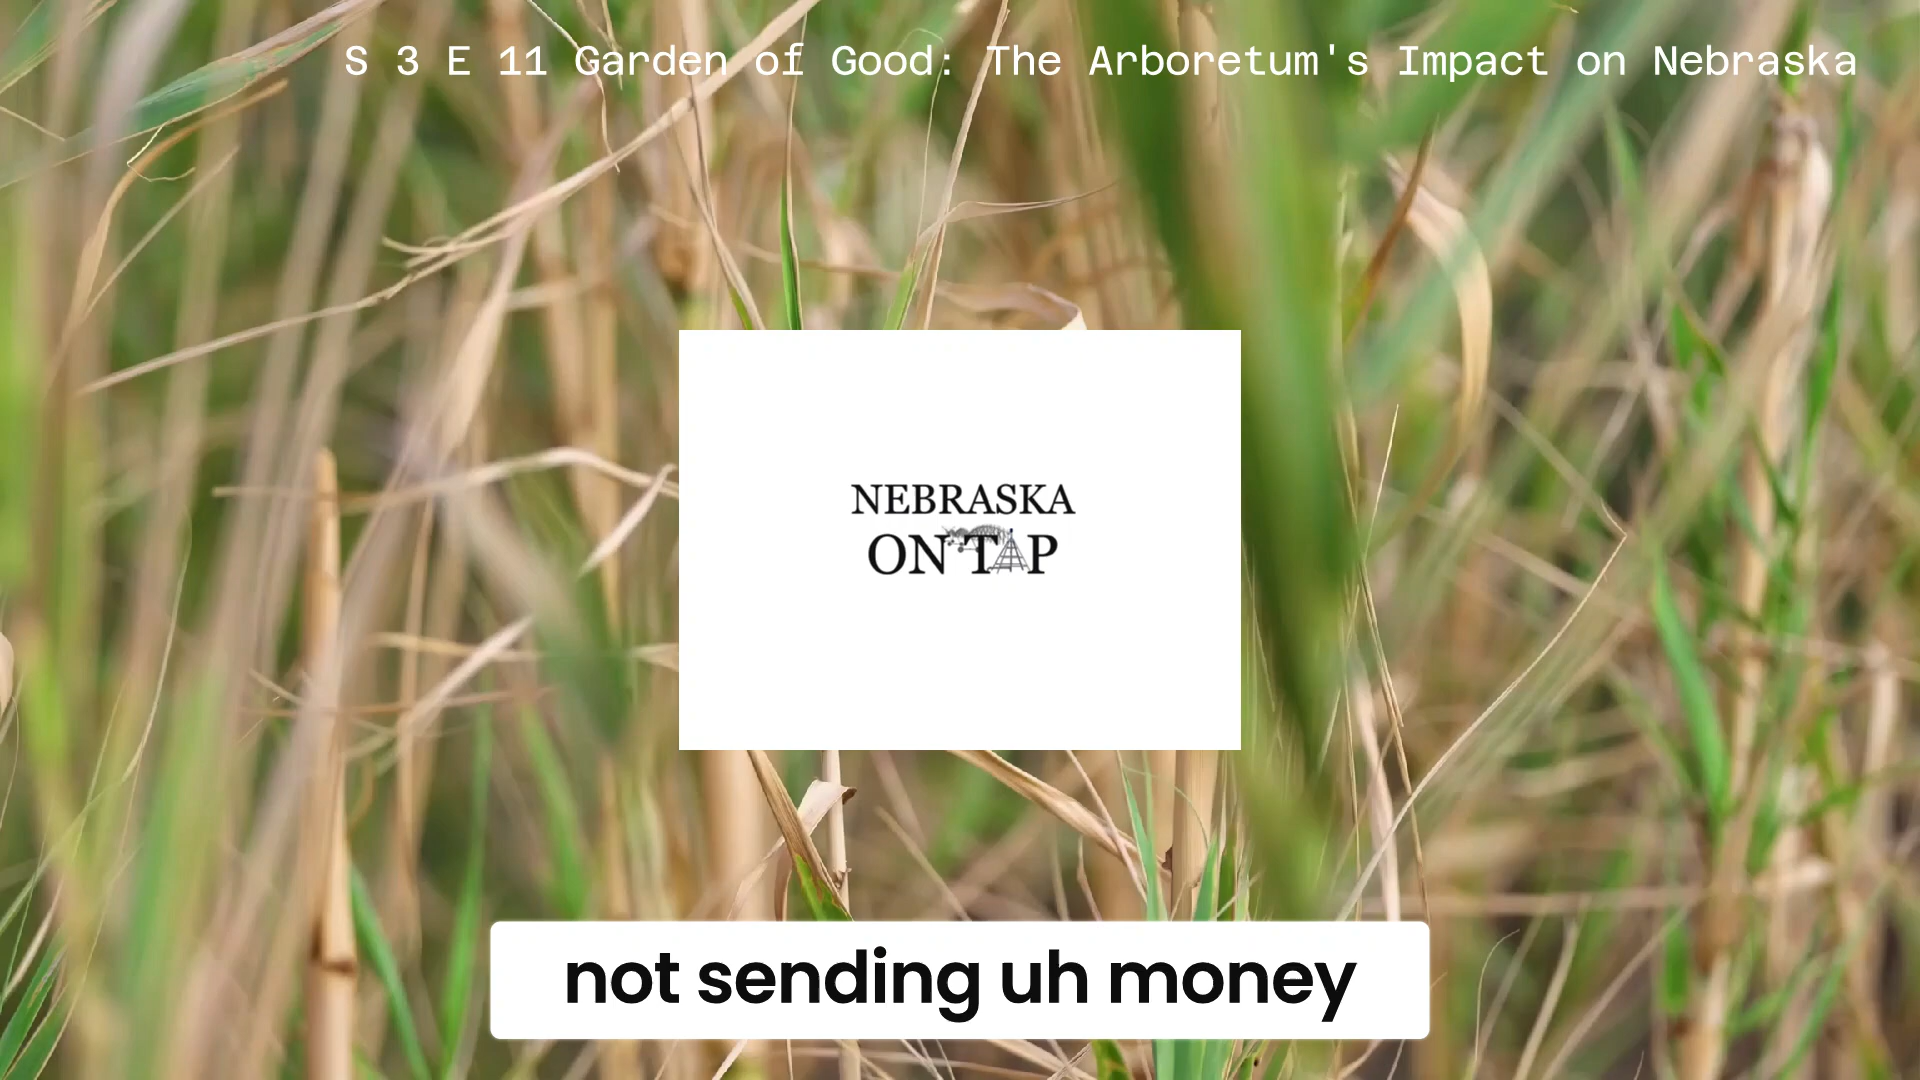 S 3 E 11 Garden of Good: The Arboretum's Impact on Nebraska
NEBRASKA
ON TAP
not sending uh money